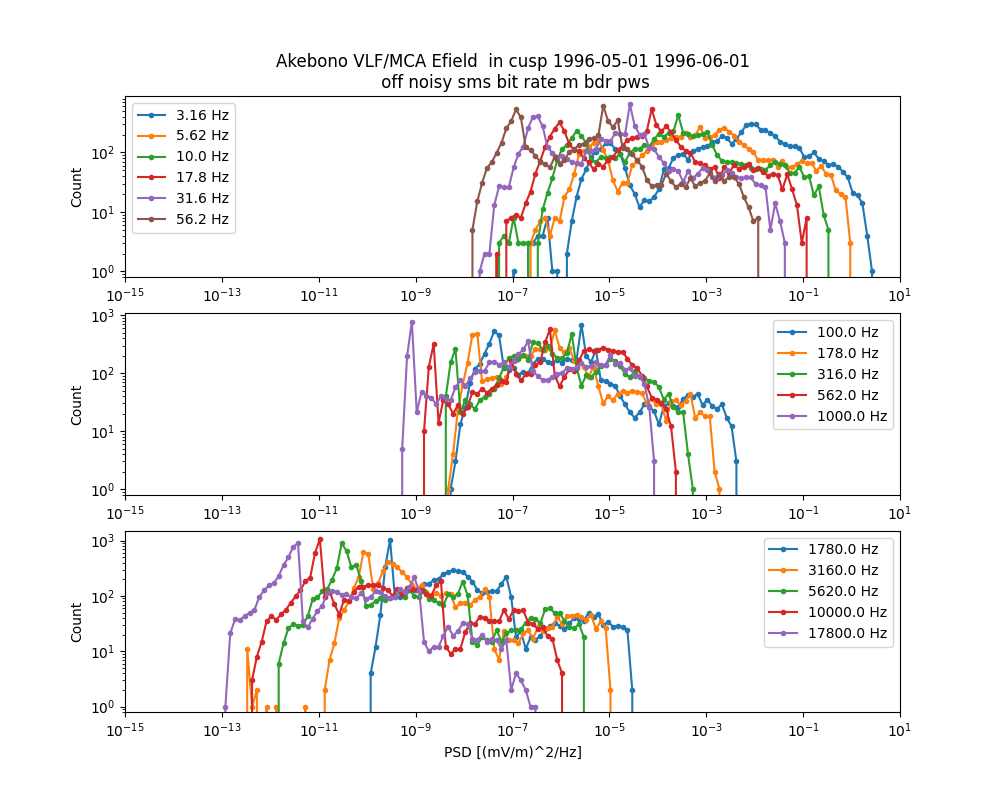 Akebono VLF/MCA Efield  in cusp 1996-05-01 1996-06-01
off noisy sms bit rate m bdr pws
Count
10^2
10^1
10^0
3.16 Hz
5.62 Hz
10.0 Hz
17.8 Hz
31.6 Hz
56.2 Hz
10^-15 10^-13 10^-11 10^-9 10^-7 10^-5 10^-3 10^-1 10^1
Count
10^3
10^2
10^1
10^0
100.0 Hz
178.0 Hz
316.0 Hz
562.0 Hz
1000.0 Hz
10^-15 10^-13 10^-11 10^-9 10^-7 10^-5 10^-3 10^-1 10^1
Count
10^3
10^2
10^1
10^0
1780.0 Hz
3160.0 Hz
5620.0 Hz
10000.0 Hz
17800.0 Hz
10^-15 10^-13 10^-11 10^-9 10^-7 10^-5 10^-3 10^-1 10^1
PSD [(mV/m)^2/Hz]